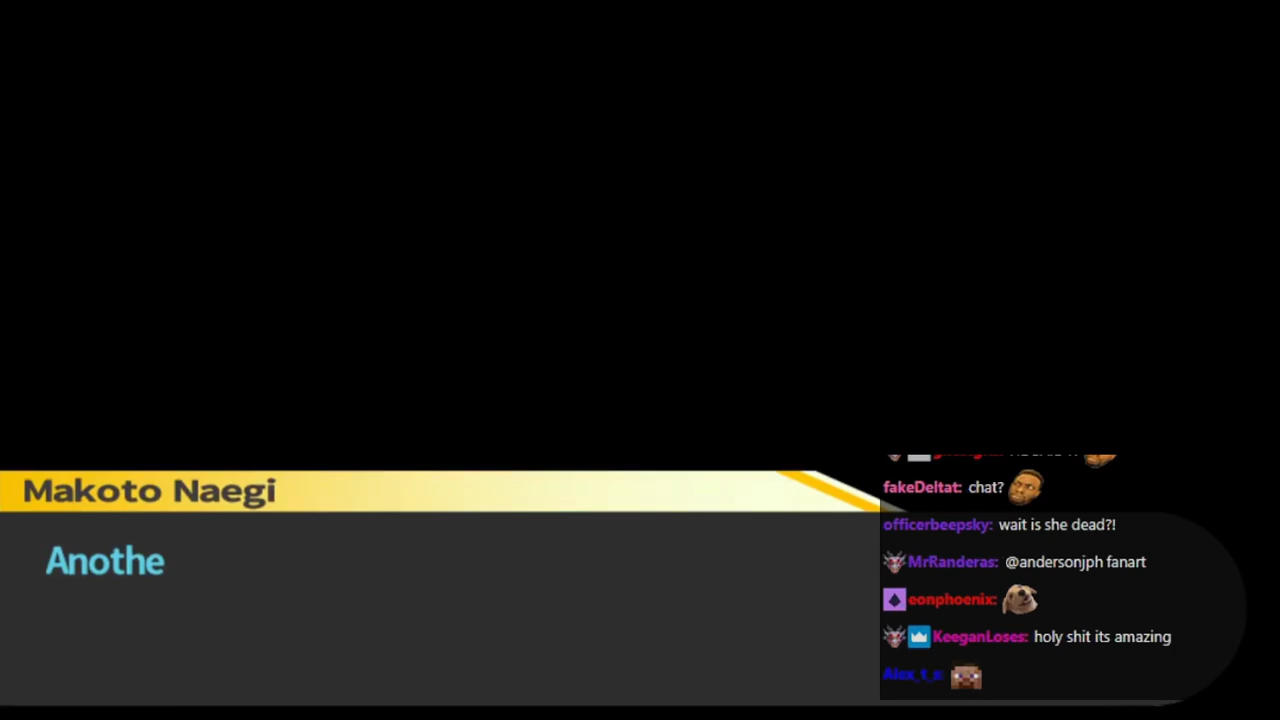 Makoto Naegi
Anothe
fakeDeltat: chat?
officerbeepsky: wait is she dead?!
MrRanderas: @andersonjph fanart
eonphoenix:
KeeganLoses: holy shit its amazing